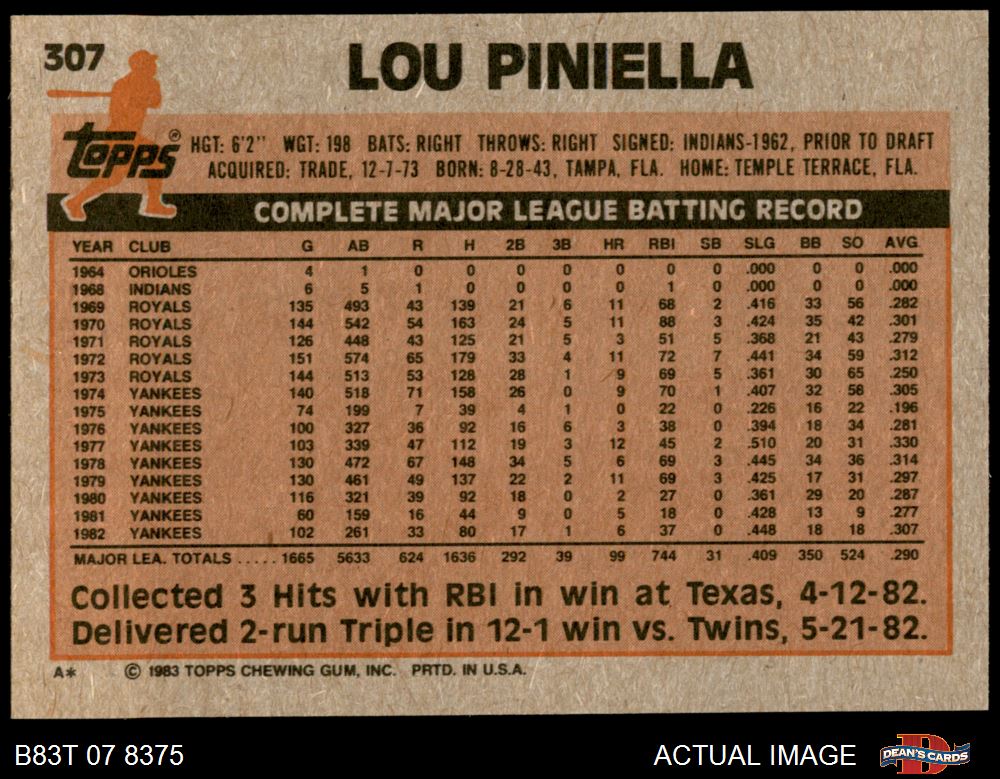 307
LOU PINIELLA
topps®
HGT: 6'2" WGT: 198 BATS: RIGHT THROWS: RIGHT SIGNED: INDIANS-1962, PRIOR TO DRAFT
ACQUIRED: TRADE, 12-7-73 BORN: 8-28-43, TAMPA, FLA. HOME: TEMPLE TERRACE, FLA.
COMPLETE MAJOR LEAGUE BATTING RECORD
YEAR CLUB G AB R H 2B 3B HR RBI SB SLG BB SO AVG.
1964 ORIOLES 4 1 0 0 0 0 0 0 0 .000 0 0 .000
1968 INDIANS 6 5 1 0 0 0 0 1 0 .000 0 0 .000
1969 ROYALS 135 493 43 139 21 6 11 68 2 .416 33 56 .282
1970 ROYALS 144 542 54 163 24 5 11 88 3 .424 35 42 .301
1971 ROYALS 126 448 43 125 21 5 3 51 5 .368 21 43 .279
1972 ROYALS 151 574 65 179 33 4 11 72 7 .441 34 59 .312
1973 ROYALS 144 513 53 128 28 1 9 69 5 .361 30 65 .250
1974 YANKEES 140 518 71 158 26 0 9 70 1 .407 32 58 .305
1975 YANKEES 74 199 7 39 4 1 0 22 0 .226 16 22 .196
1976 YANKEES 100 327 36 92 16 6 3 38 0 .394 18 34 .281
1977 YANKEES 103 339 47 112 19 3 12 45 2 .510 20 31 .330
1978 YANKEES 130 472 67 148 34 5 6 69 3 .445 34 36 .314
1979 YANKEES 130 461 49 137 22 2 11 69 3 .425 17 31 .297
1980 YANKEES 116 321 39 92 18 0 2 27 0 .361 29 20 .287
1981 YANKEES 60 159 16 44 9 0 5 18 0 .428 13 9 .277
1982 YANKEES 102 261 33 80 17 1 6 37 0 .448 18 18 .307
MAJOR LEA. TOTALS ..... 1665 5633 624 1636 292 39 99 744 31 .409 350 524 .290
Collected 3 Hits with RBI in win at Texas, 4-12-82.
Delivered 2-run Triple in 12-1 win vs. Twins, 5-21-82.
A* © 1983 TOPPS CHEWING GUM, INC. PRTD. IN U.S.A.
B83T 07 8375 ACTUAL IMAGE D DEAN'S CARDS